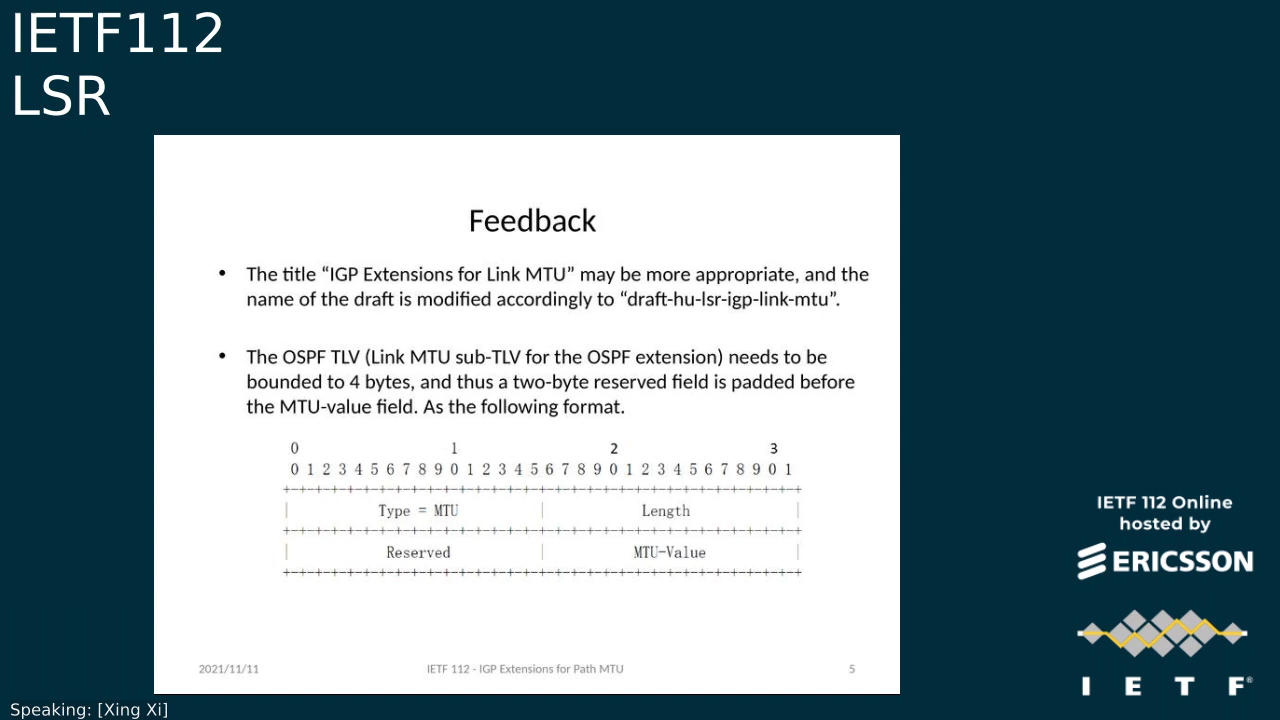 IETF112
LSR
Feedback
• The title “IGP Extensions for Link MTU” may be more appropriate, and the
name of the draft is modified accordingly to “draft-hu-lsr-igp-link-mtu”.
• The OSPF TLV (Link MTU sub-TLV for the OSPF extension) needs to be
bounded to 4 bytes, and thus a two-byte reserved field is padded before
the MTU-value field. As the following format.
0 1 2 3
0 1 2 3 4 5 6 7 8 9 0 1 2 3 4 5 6 7 8 9 0 1 2 3 4 5 6 7 8 9 0 1
+-+-+-+-+-+-+-+-+-+-+-+-+-+-+-+-+-+-+-+-+-+-+-+-+-+-+-+-+-+-+-+-+
| Type = MTU | Length |
+-+-+-+-+-+-+-+-+-+-+-+-+-+-+-+-+-+-+-+-+-+-+-+-+-+-+-+-+-+-+-+-+
| Reserved | MTU-Value |
+-+-+-+-+-+-+-+-+-+-+-+-+-+-+-+-+-+-+-+-+-+-+-+-+-+-+-+-+-+-+-+-+
2021/11/11 IETF 112 - IGP Extensions for Path MTU 5
IETF 112 Online
hosted by
ERICSSON
I E T F®
Speaking: [Xing Xi]